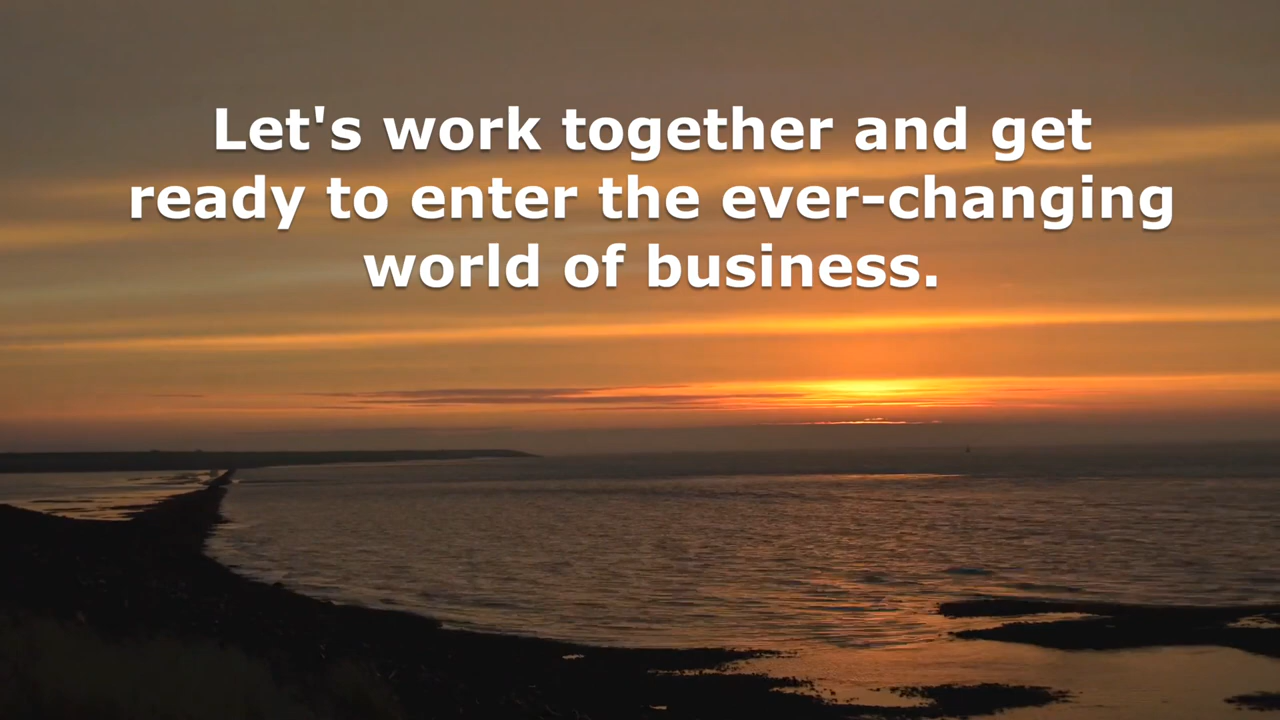 Let's work together and get
ready to enter the ever-changing
world of business.